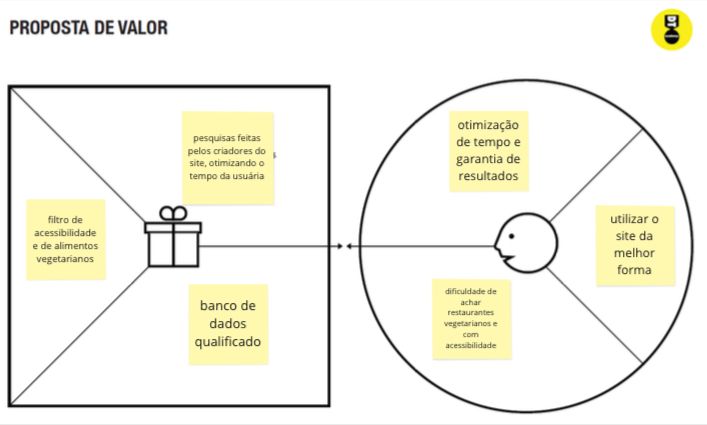 PROPOSTA DE VALOR
pesquisas feitas
pelos criadores do
site, otimizando o
tempo da usuária
filtro de
acessibilidade
e de alimentos
vegetarianos
banco de
dados
qualificado
otimização
de tempo e
garantia de
resultados
utilizar o
site da
melhor
forma
dificuldade de
achar
restaurantes
vegetarianos e
com
acessibilidade